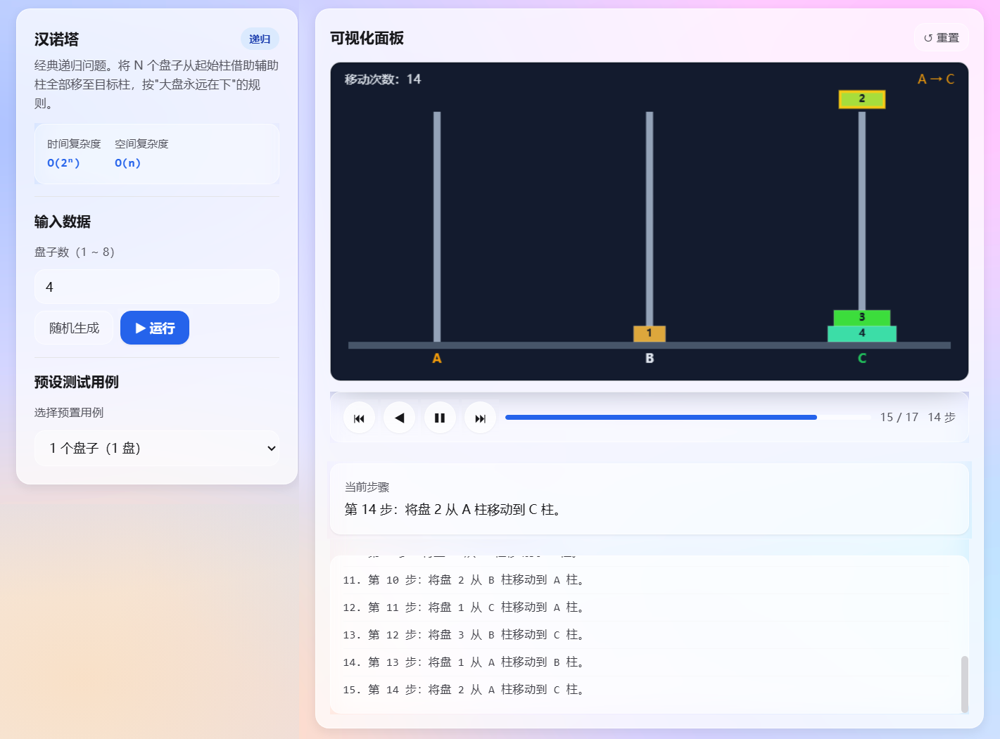 汉诺塔
递归
经典递归问题。将 N 个盘子从起始柱借助辅助
柱全部移至目标柱，按"大盘永远在下"的规
则。
时间复杂度 空间复杂度
O(2ⁿ) O(n)
输入数据
盘子数（1 ~ 8）
4
随机生成 ▶ 运行
预设测试用例
选择预置用例
1 个盘子（1 盘）
可视化面板
↺ 重置
移动次数：14
A → C
2
3
1 4
A B C
15 / 17 14 步
当前步骤
第 14 步：将盘 2 从 A 柱移动到 C 柱。
11. 第 10 步：将盘 2 从 B 柱移动到 A 柱。
12. 第 11 步：将盘 1 从 C 柱移动到 A 柱。
13. 第 12 步：将盘 3 从 B 柱移动到 C 柱。
14. 第 13 步：将盘 1 从 A 柱移动到 B 柱。
15. 第 14 步：将盘 2 从 A 柱移动到 C 柱。